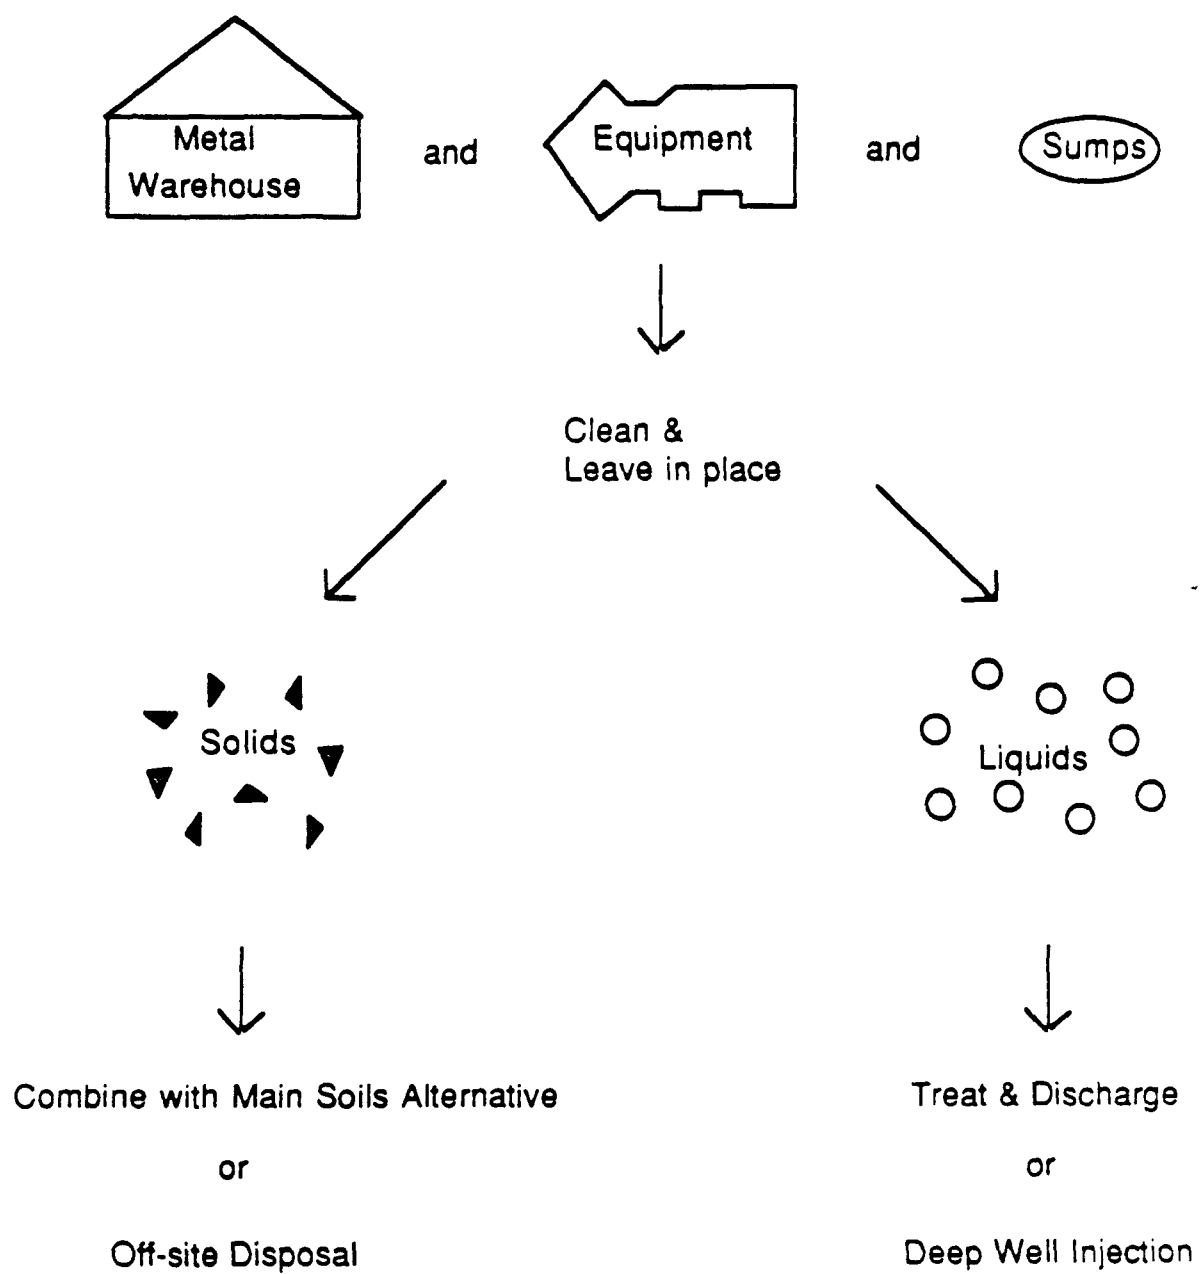 Metal
Warehouse
and
Equipment
and
Sumps
Clean &
Leave in place
Solids
Liquids
Combine with Main Soils Alternative
or
Off-site Disposal
Treat & Discharge
or
Deep Well Injection